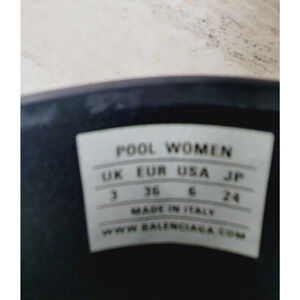 POOL WOMEN
UK EUR USA JP
3 36 6 24
MADE IN ITALY
WWW.BALENCIAGA.COM